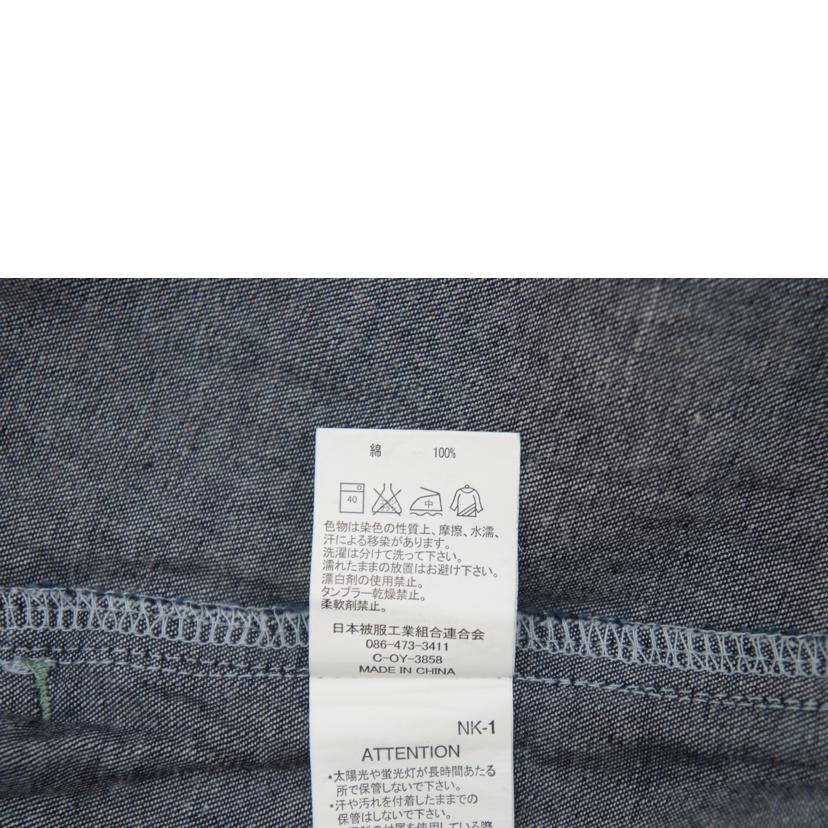 綿 100%
40 中
色物は染色の性質上、摩擦、水濡、
汗による移染があります。
洗濯は分けて洗って下さい。
濡れたままの放置はお避け下さい。
漂白剤の使用禁止。
タンブラー乾燥禁止。
柔軟剤禁止。
日本被服工業組合連合会
086-473-3411
C-OY-3858
MADE IN CHINA
NK-1
ATTENTION
・太陽光や蛍光灯が長時間あたる
所で保管しないで下さい。
・汗や汚れを付着したままでの
保管はしないで下さい。